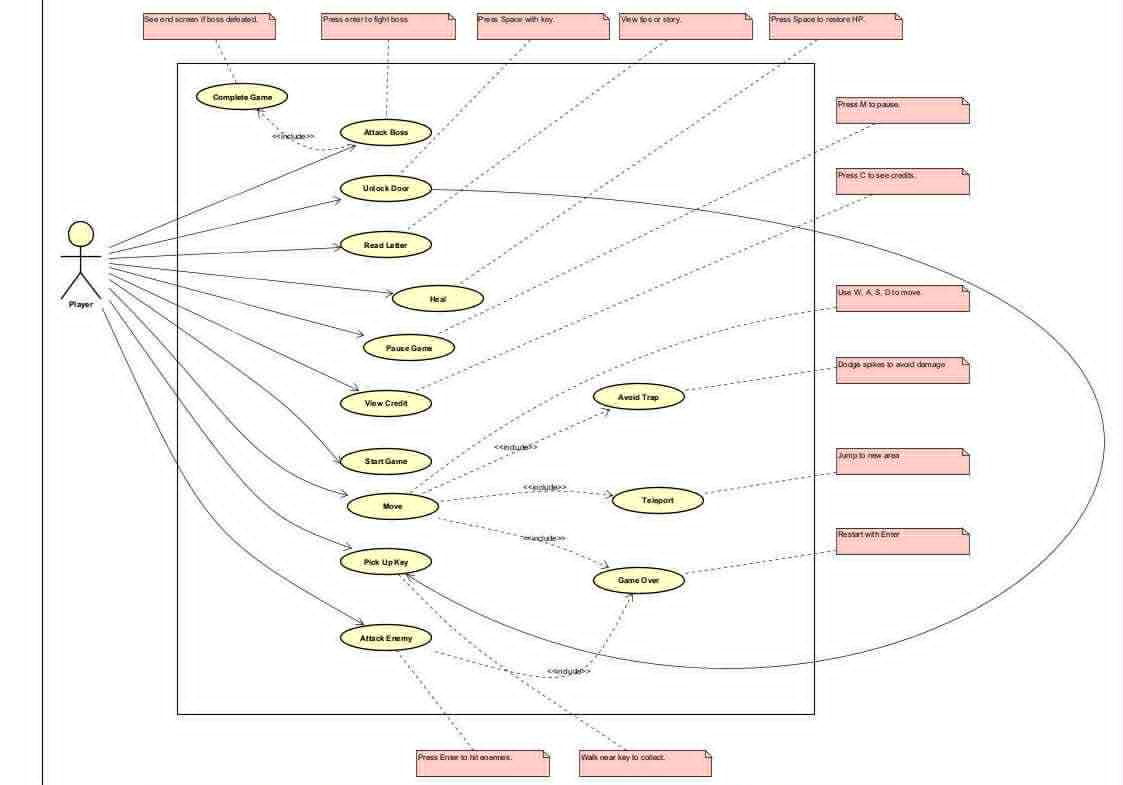 See end screen if boss defeated.
Press enter to fight boss
Press Space with key.
View tips or story.
Press Space to restore HP.
Complete Game
Press M to pause.
Attack Boss
<<include>>
Press C to see credits.
Unlock Door
Read Letter
Player
Heal
Use W, A, S, D to move.
Pause Game
Dodge spikes to avoid damage
View Credit
Avoid Trap
<<include>>
Start Game
Jump to new area
<<include>>
Move
Teleport
<<include>>
Restart with Enter
Pick Up Key
Game Over
Attack Enemy
<<include>>
Press Enter to hit enemies.
Walk near key to collect.